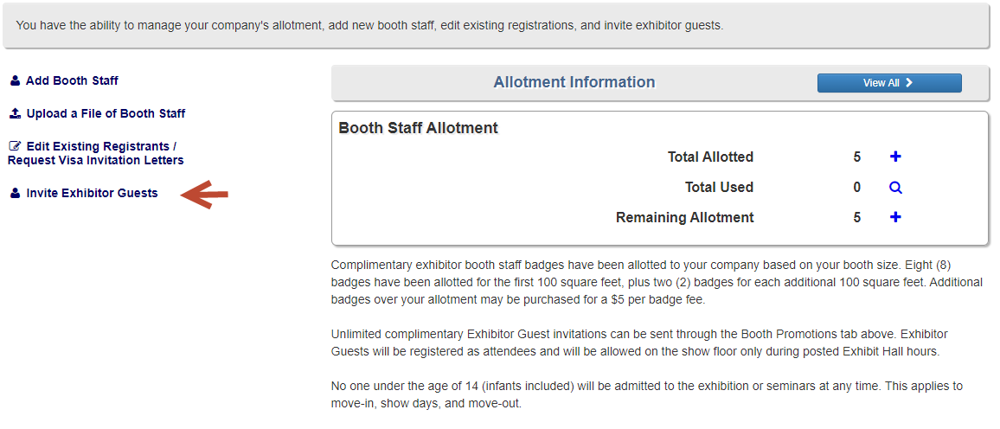 You have the ability to manage your company's allotment, add new booth staff, edit existing registrations, and invite exhibitor guests.
Add Booth Staff
Upload a File of Booth Staff
Edit Existing Registrants /
Request Visa Invitation Letters
Invite Exhibitor Guests
Allotment Information
View All
Booth Staff Allotment
Total Allotted 5
Total Used 0
Remaining Allotment 5
Complimentary exhibitor booth staff badges have been allotted to your company based on your booth size. Eight (8)
badges have been allotted for the first 100 square feet, plus two (2) badges for each additional 100 square feet. Additional
badges over your allotment may be purchased for a $5 per badge fee.
Unlimited complimentary Exhibitor Guest invitations can be sent through the Booth Promotions tab above. Exhibitor
Guests will be registered as attendees and will be allowed on the show floor only during posted Exhibit Hall hours.
No one under the age of 14 (infants included) will be admitted to the exhibition or seminars at any time. This applies to
move-in, show days, and move-out.